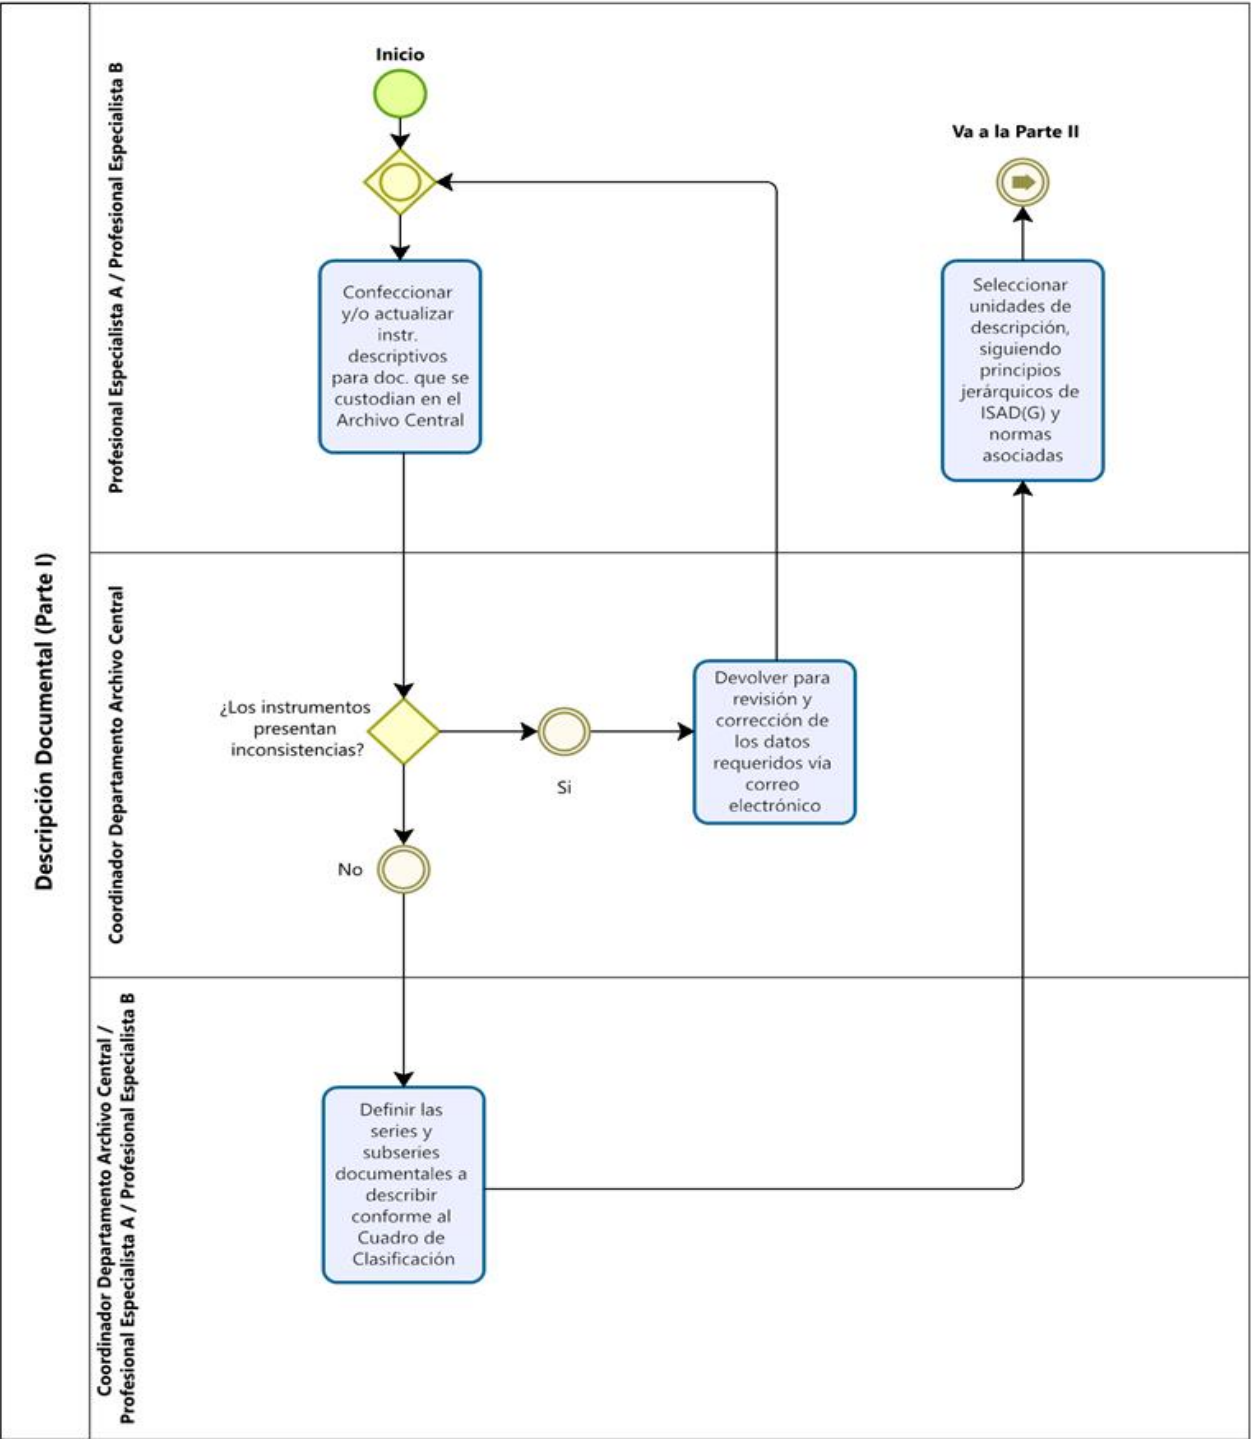 Descripción Documental (Parte I)
Profesional Especialista A / Profesional Especialista B
Inicio
Confeccionar
y/o actualizar
instr.
descriptivos
para doc. que se
custodian en el
Archivo Central
Va a la Parte II
Seleccionar
unidades de
descripción,
siguiendo
principios
jerárquicos de
ISAD(G) y
normas
asociadas
Coordinador Departamento Archivo Central
¿Los instrumentos
presentan
inconsistencias?
Si
Devolver para
revisión y
corrección de
los datos
requeridos vía
correo
electrónico
No
Coordinador Departamento Archivo Central /
Profesional Especialista A / Profesional Especialista B
Definir las
series y
subseries
documentales a
describir
conforme al
Cuadro de
Clasificación